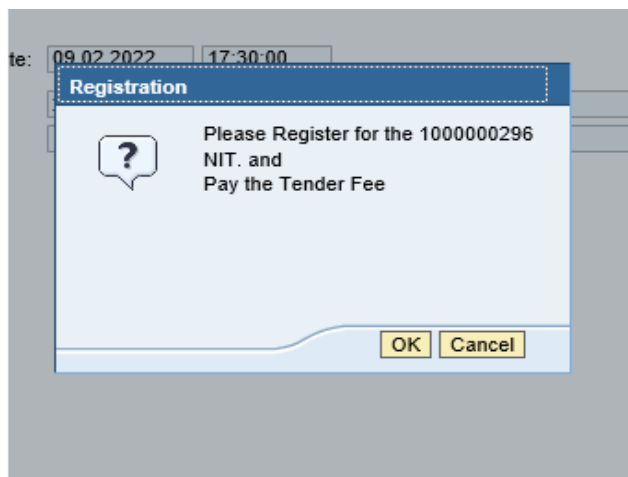 te: 09.02.2022 17:30:00
Registration
Please Register for the 1000000296
NIT. and
Pay the Tender Fee
OK Cancel